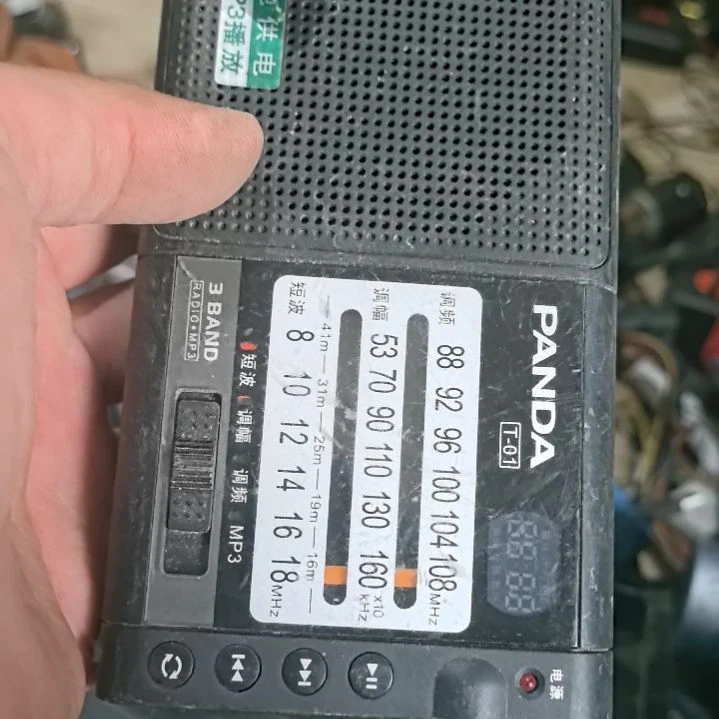 供电
P3播放
PANDA
T-01
88:88
电源
调频 88 92 96 100 104 108 MHz
调幅 53 70 90 110 130 160 x10 kHz
41m—31m—25m—19m—16m—
短波 8 10 12 14 16 18 MHz
短波 调幅 调频 MP3
3 BAND
RADIO•MP3